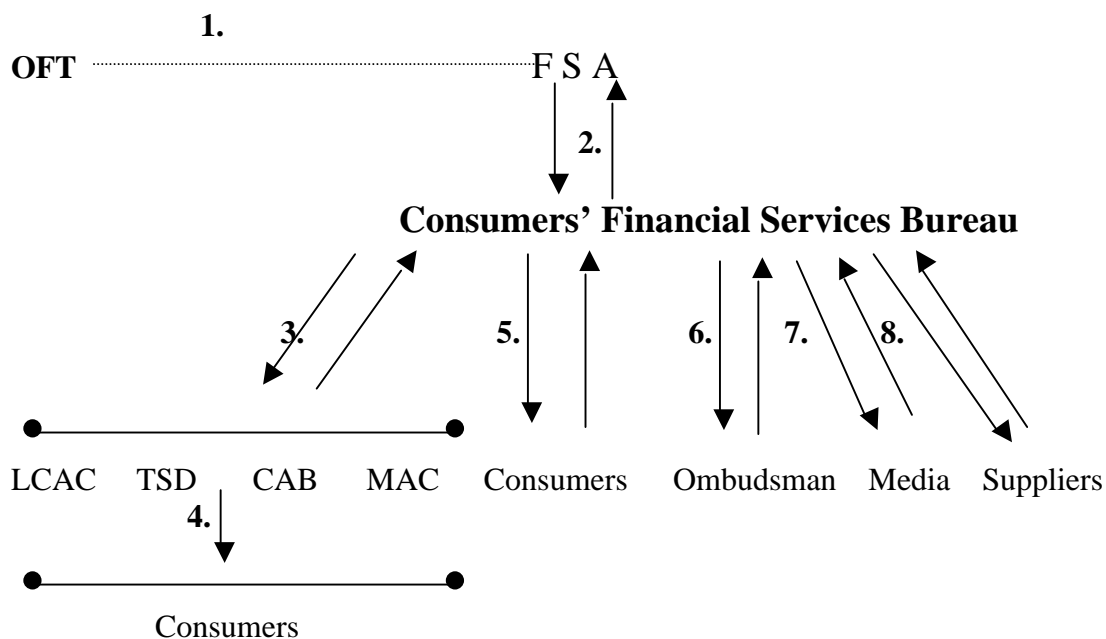 1.
OFT F S A
2.
Consumers’ Financial Services Bureau
3. 5. 6. 7. 8.
LCAC TSD CAB MAC Consumers Ombudsman Media Suppliers
4.
Consumers